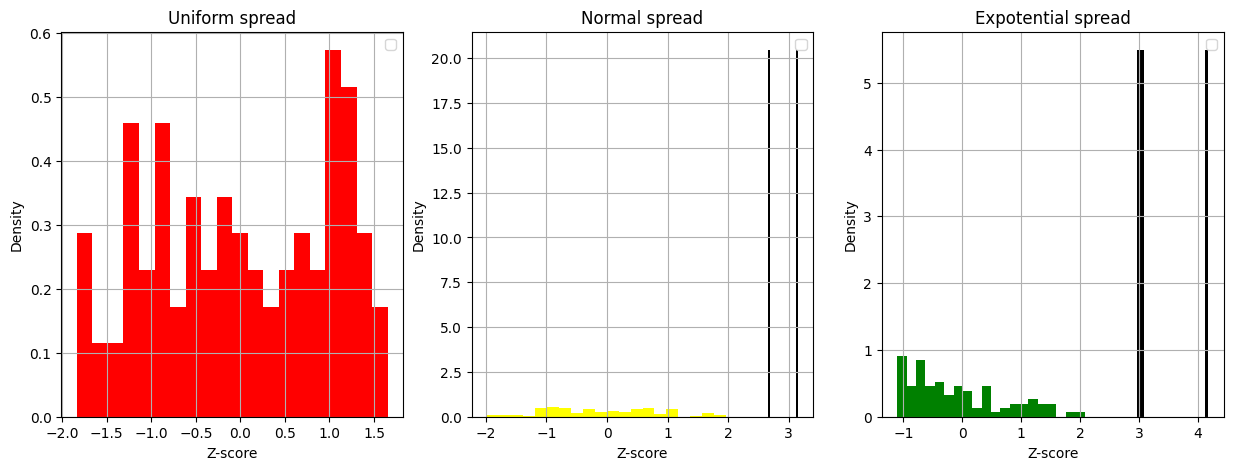 Uniform spread
Density
0.6
0.5
0.4
0.3
0.2
0.1
0.0
−2.0 −1.5 −1.0 −0.5 0.0 0.5 1.0 1.5
Z-score
Normal spread
Density
20.0
17.5
15.0
12.5
10.0
7.5
5.0
2.5
0.0
−2 −1 0 1 2 3
Z-score
Expotential spread
Density
5
4
3
2
1
0
−1 0 1 2 3 4
Z-score